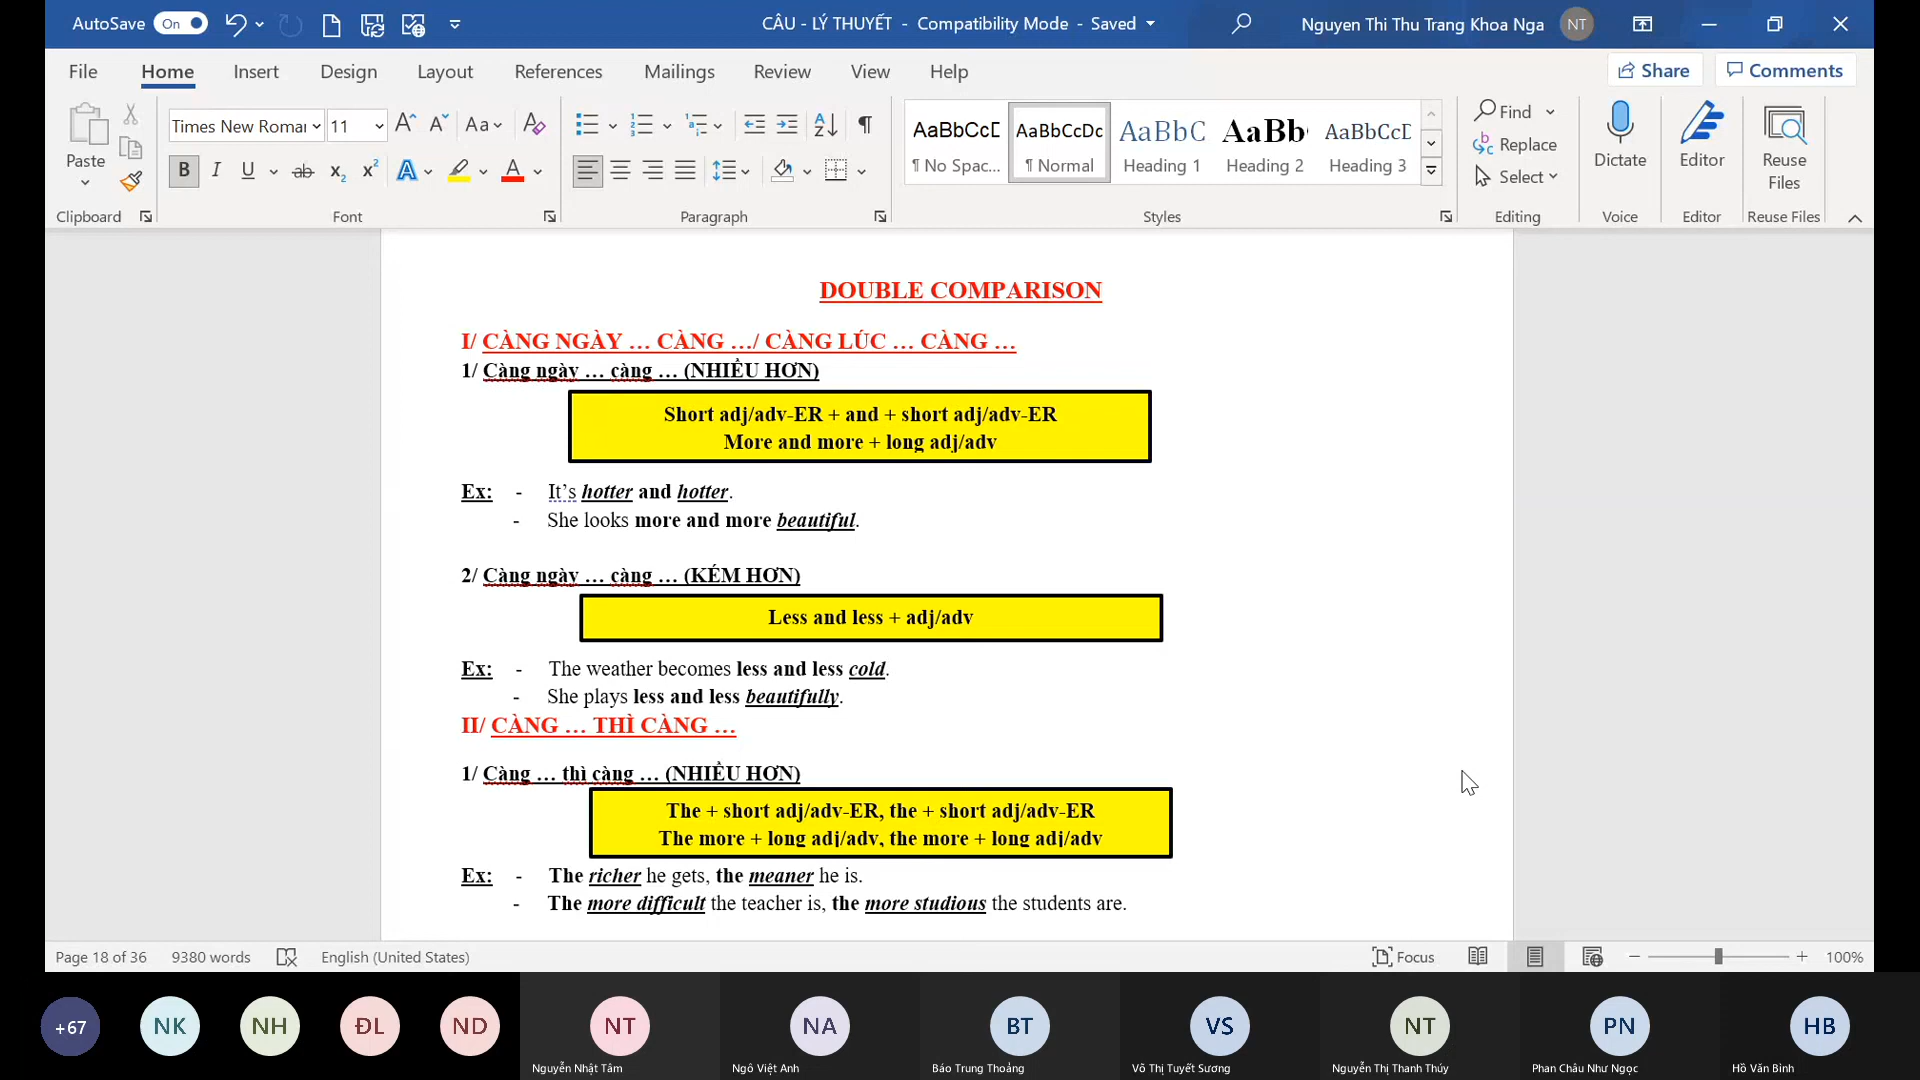 AutoSave On
CÂU - LÝ THUYẾT - Compatibility Mode - Saved
Nguyen Thi Thu Trang Khoa Nga NT
File Home Insert Design Layout References Mailings Review View Help
Share Comments
Times New Roman 11
Paste
Clipboard
Font
Paragraph
AaBbCcD
¶ No Spac...
AaBbCcDc
¶ Normal
AaBbC
Heading 1
AaBb
Heading 2
AaBbCcD
Heading 3
Styles
Find
Replace
Select
Editing
Dictate
Voice
Editor
Editor
Reuse
Files
Reuse Files
DOUBLE COMPARISON
I/ CÀNG NGÀY … CÀNG …/ CÀNG LÚC … CÀNG …
1/ Càng ngày … càng … (NHIỀU HƠN)
Short adj/adv-ER + and + short adj/adv-ER
More and more + long adj/adv
Ex: - It’s hotter and hotter.
- She looks more and more beautiful.
2/ Càng ngày … càng … (KÉM HƠN)
Less and less + adj/adv
Ex: - The weather becomes less and less cold.
- She plays less and less beautifully.
II/ CÀNG … THÌ CÀNG …
1/ Càng … thì càng … (NHIỀU HƠN)
The + short adj/adv-ER, the + short adj/adv-ER
The more + long adj/adv, the more + long adj/adv
Ex: - The richer he gets, the meaner he is.
- The more difficult the teacher is, the more studious the students are.
Page 18 of 36 9380 words English (United States) Focus 100%
+67 NK NH ĐL ND NT NA BT VS NT PN HB
Nguyễn Nhật Tâm
Ngô Việt Anh
Báo Trung Thoảng
Võ Thị Tuyết Sương
Nguyễn Thị Thanh Thúy
Phan Châu Như Ngọc
Hồ Văn Bình